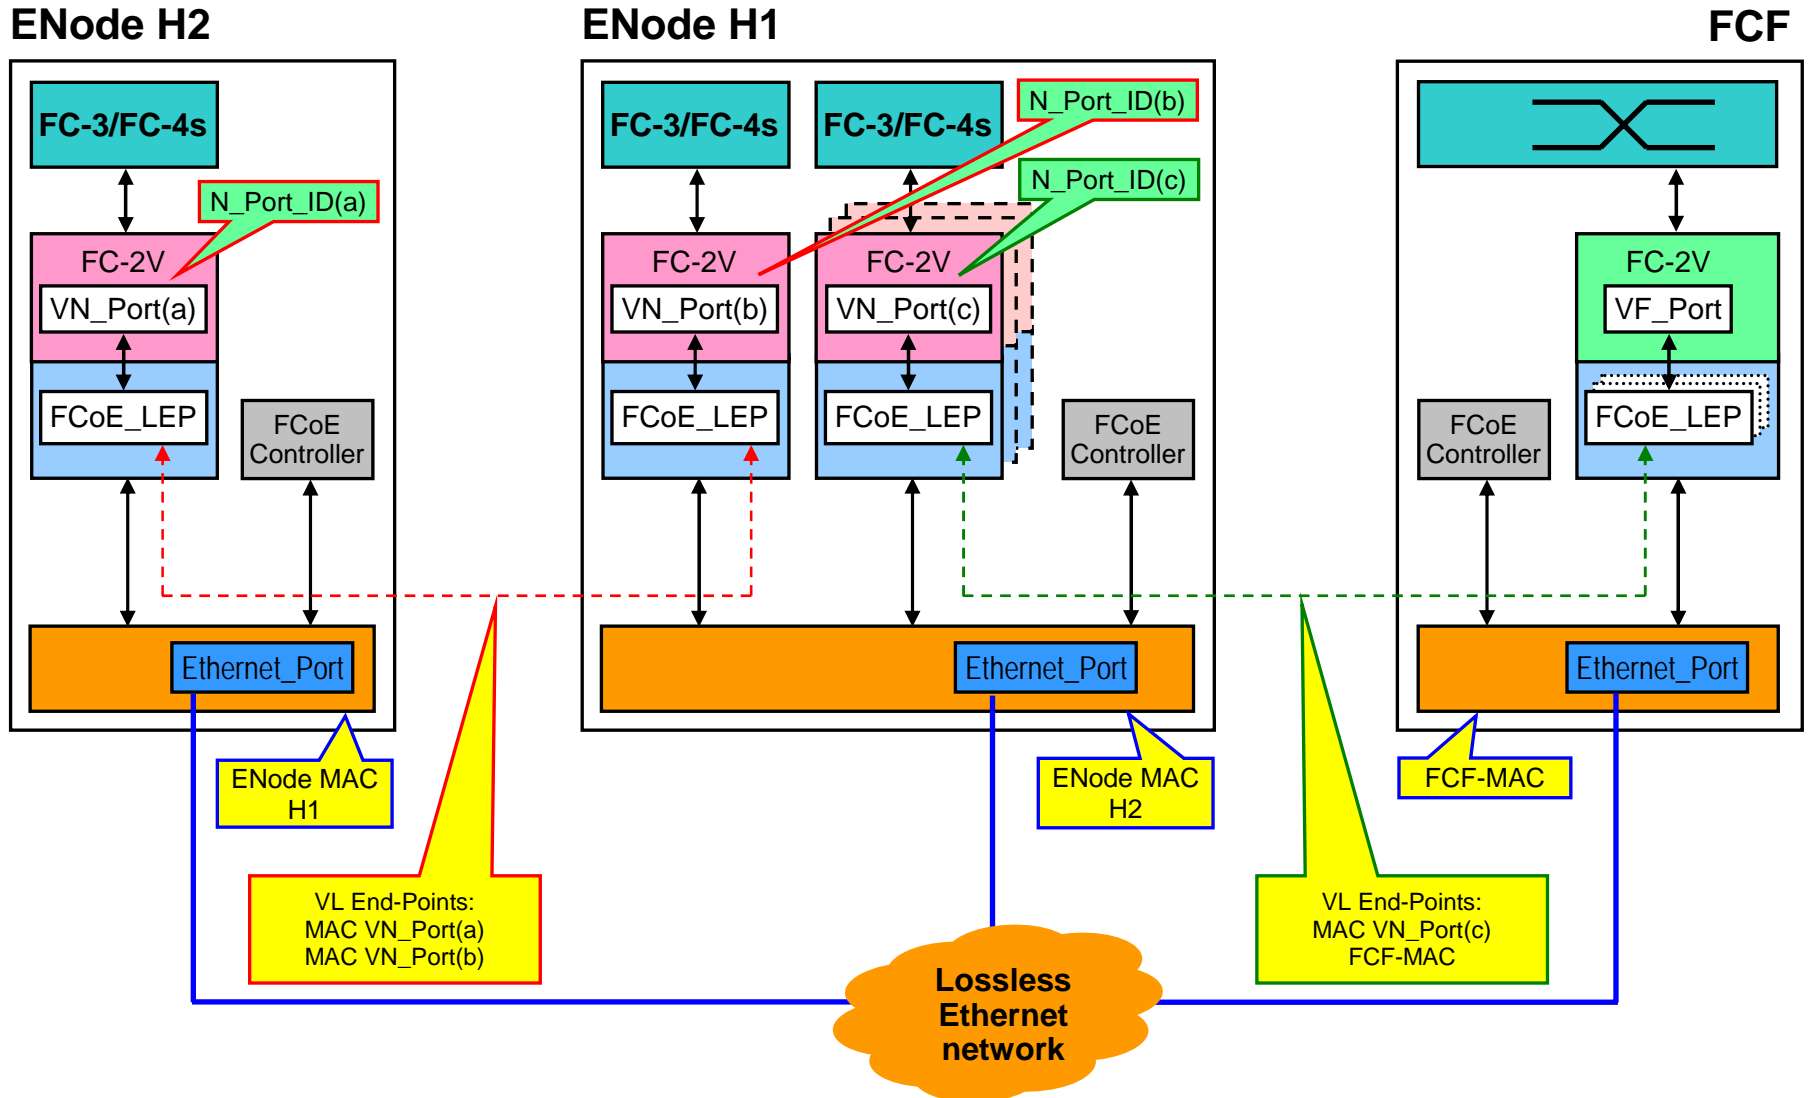 ENode H2
ENode H1
FCF
FC-3/FC-4s
FC-3/FC-4s
FC-3/FC-4s
N_Port_ID(b)
N_Port_ID(c)
N_Port_ID(a)
FC-2V
FC-2V
FC-2V
FC-2V
VN_Port(a)
VN_Port(b)
VN_Port(c)
VF_Port
FCoE_LEP
FCoE_LEP
FCoE_LEP
FCoE_LEP
FCoE
Controller
FCoE
Controller
FCoE
Controller
Ethernet_Port
Ethernet_Port
Ethernet_Port
ENode MAC
H1
ENode MAC
H2
FCF-MAC
VL End-Points:
MAC VN_Port(a)
MAC VN_Port(b)
VL End-Points:
MAC VN_Port(c)
FCF-MAC
Lossless
Ethernet
network